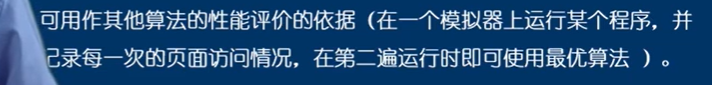 可用作其他算法的性能评价的依据（在一个模拟器上运行某个程序，并
记录每一次的页面访问情况，在第二遍运行时即可使用最优算法 ）。